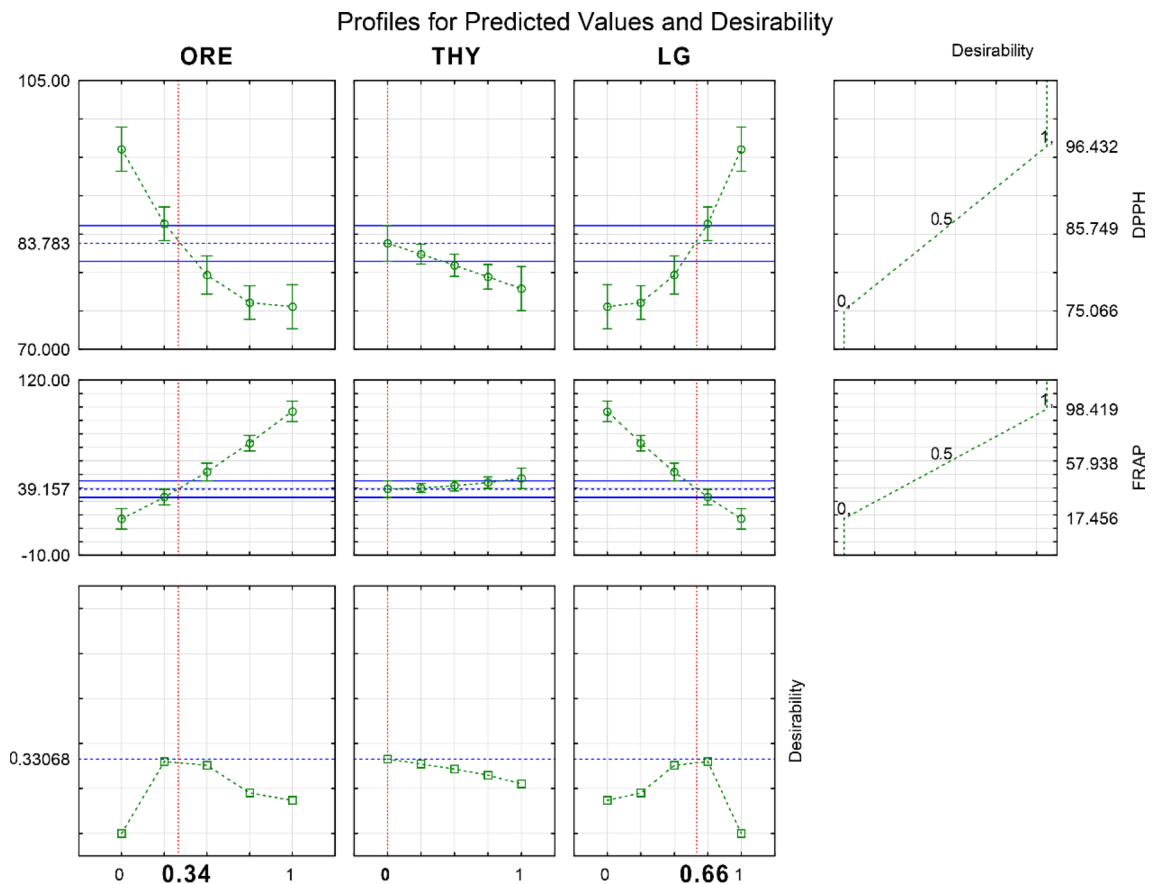 Profiles for Predicted Values and Desirability
ORE THY LG Desirability
105.00
1, 96.432
0.5 85.749
83.783
DPPH
0, 75.066
70.000
120.00
1, 98.419
0.5 57.938
39.157
FRAP
0, 17.456
-10.00
Desirability
0.33068
0 0.34 1 0 1 0 0.66 1